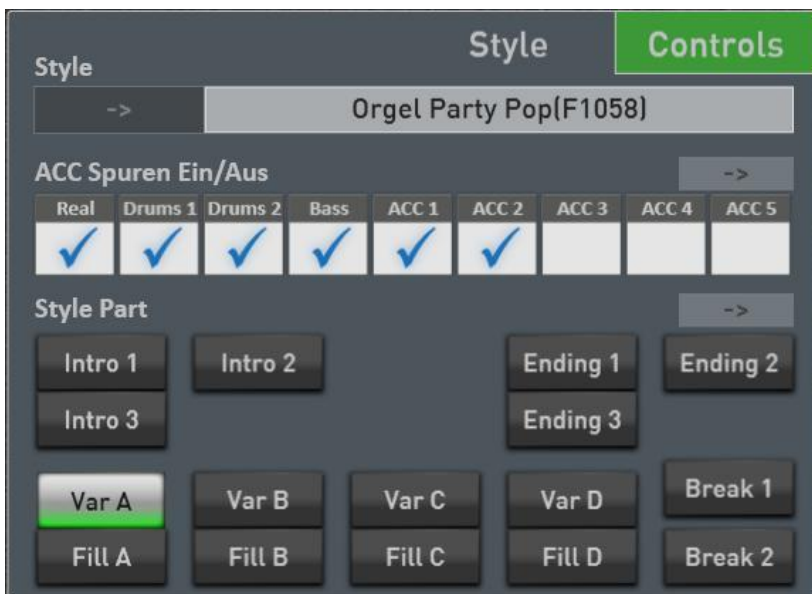 Style Controls
Style
-> Orgel Party Pop(F1058)
ACC Spuren Ein/Aus ->
Real Drums 1 Drums 2 Bass ACC 1 ACC 2 ACC 3 ACC 4 ACC 5
Style Part ->
Intro 1 Intro 2 Ending 1 Ending 2
Intro 3 Ending 3
Var A Var B Var C Var D Break 1
Fill A Fill B Fill C Fill D Break 2